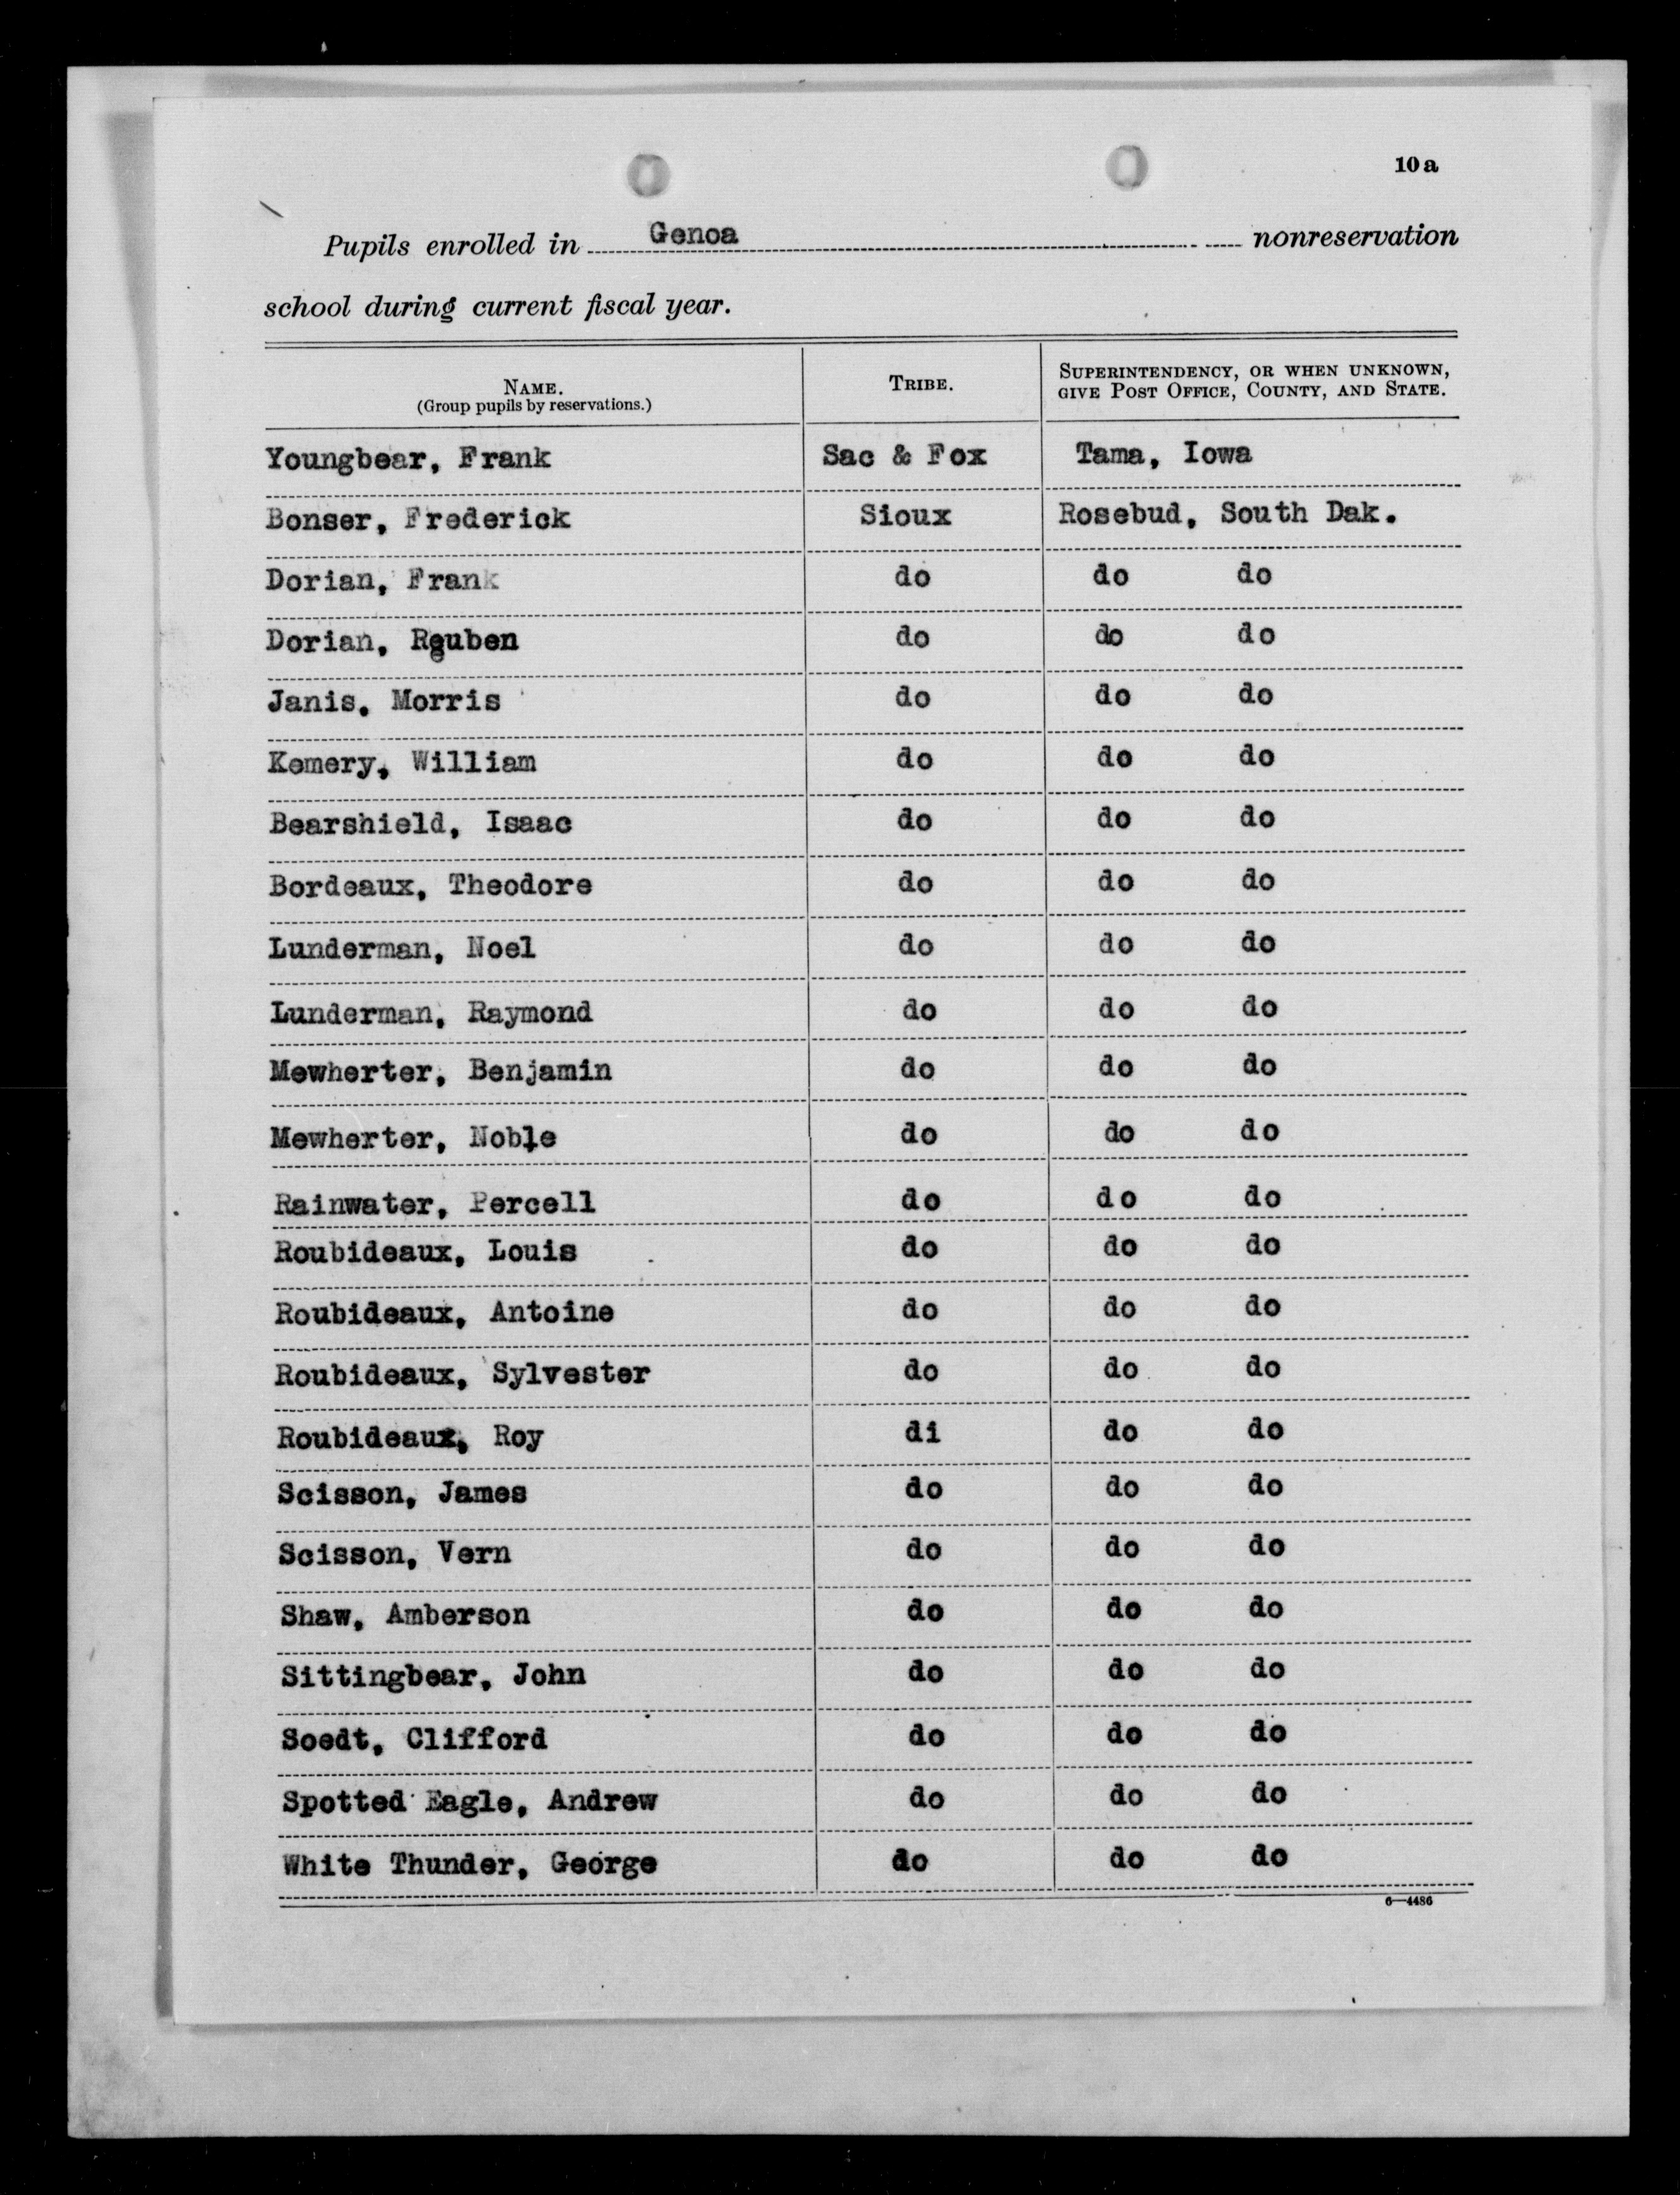 10a
Pupils enrolled in Genoa nonreservation
school during current fiscal year.
NAME. TRIBE. SUPERINTENDENCY, OR WHEN UNKNOWN,
(Group pupils by reservations.) GIVE POST OFFICE, COUNTY, AND STATE.
Youngbear, Frank Sac & Fox Tama, Iowa
Bonser, Frederick Sioux Rosebud, South Dak.
Dorian, Frank do do do
Dorian, Reuben do do do
Janis, Morris do do do
Kemery, William do do do
Bearshield, Isaac do do do
Bordeaux, Theodore do do do
Lunderman, Noel do do do
Lunderman, Raymond do do do
Mewherter, Benjamin do do do
Mewherter, Noble do do do
Rainwater, Percell do do do
Roubideaux, Louis do do do
Roubideaux, Antoine do do do
Roubideaux, Sylvester do do do
Roubideaux, Roy di do do
Scisson, James do do do
Scisson, Vern do do do
Shaw, Amberson do do do
Sittingbear, John do do do
Soedt, Clifford do do do
Spotted Eagle, Andrew do do do
White Thunder, George do do do
6—4486